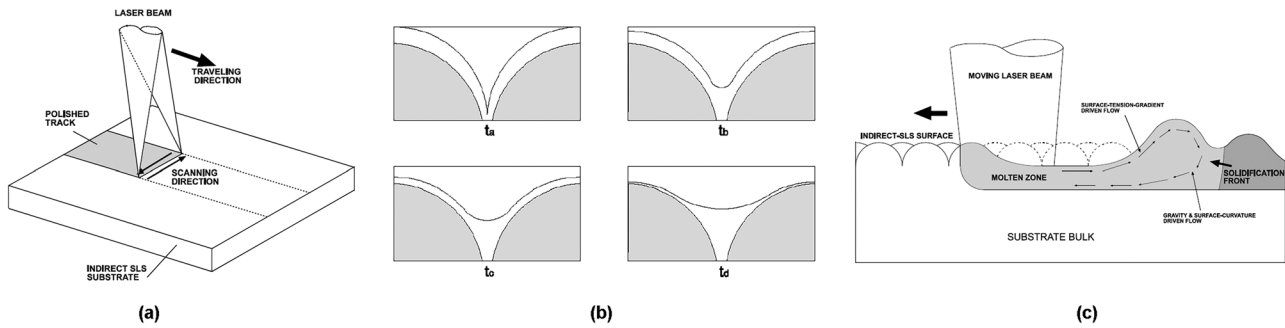 LASER BEAM
TRAVELING
DIRECTION
POLISHED
TRACK
SCANNING
DIRECTION
INDIRECT SLS
SUBSTRATE
(a)
ta
tb
tc
td
(b)
MOVING LASER BEAM
SURFACE-TENSION-GRADIENT
DRIVEN FLOW
INDIRECT-SLS SURFACE
MOLTEN ZONE
SOLIDIFICATION
FRONT
GRAVITY & SURFACE-CURVATURE
DRIVEN FLOW
SUBSTRATE BULK
(c)